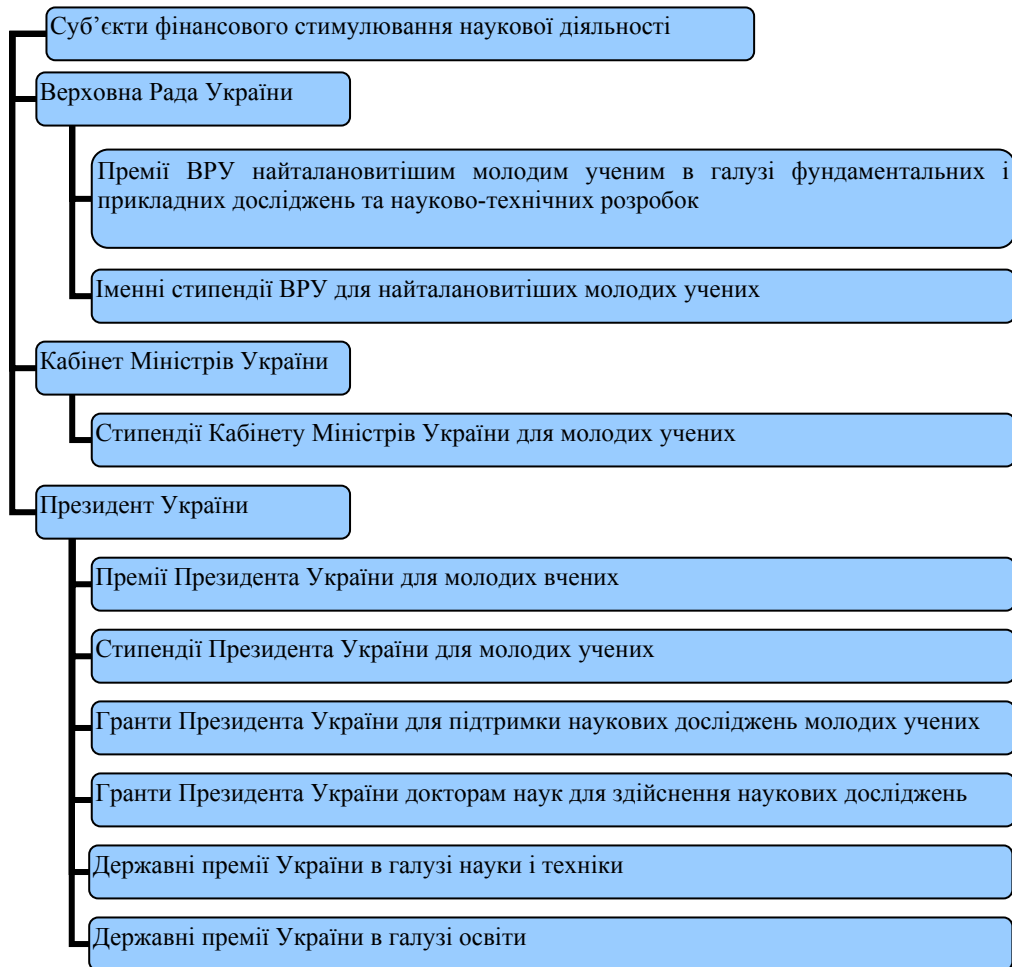 Суб’єкти фінансового стимулювання наукової діяльності
Верховна Рада України
Премії ВРУ найталановитішим молодим ученим в галузі фундаментальних і
прикладних досліджень та науково-технічних розробок
Іменні стипендії ВРУ для найталановитіших молодих учених
Кабінет Міністрів України
Стипендії Кабінету Міністрів України для молодих учених
Президент України
Премії Президента України для молодих вчених
Стипендії Президента України для молодих учених
Гранти Президента України для підтримки наукових досліджень молодих учених
Гранти Президента України докторам наук для здійснення наукових досліджень
Державні премії України в галузі науки і техніки
Державні премії України в галузі освіти